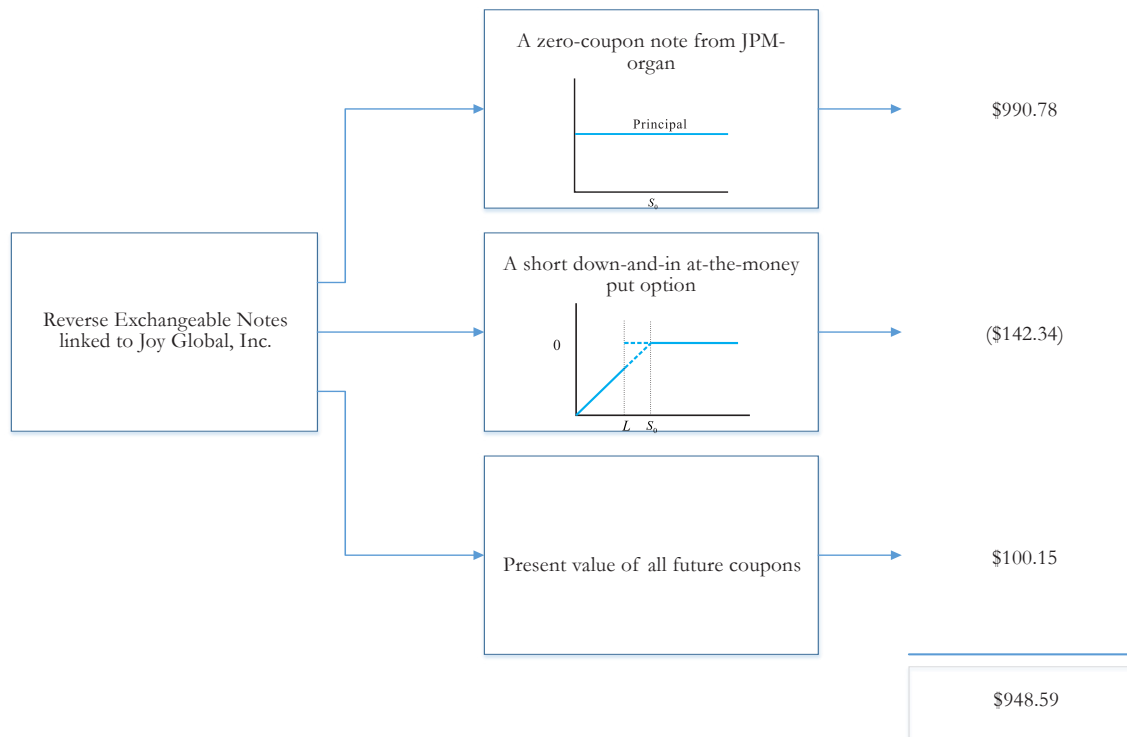 A zero-coupon note from JPM-
organ
Principal
S₀
$990.78
Reverse Exchangeable Notes
linked to Joy Global, Inc.
A short down-and-in at-the-money
put option
0
L S₀
($142.34)
Present value of all future coupons
$100.15
$948.59